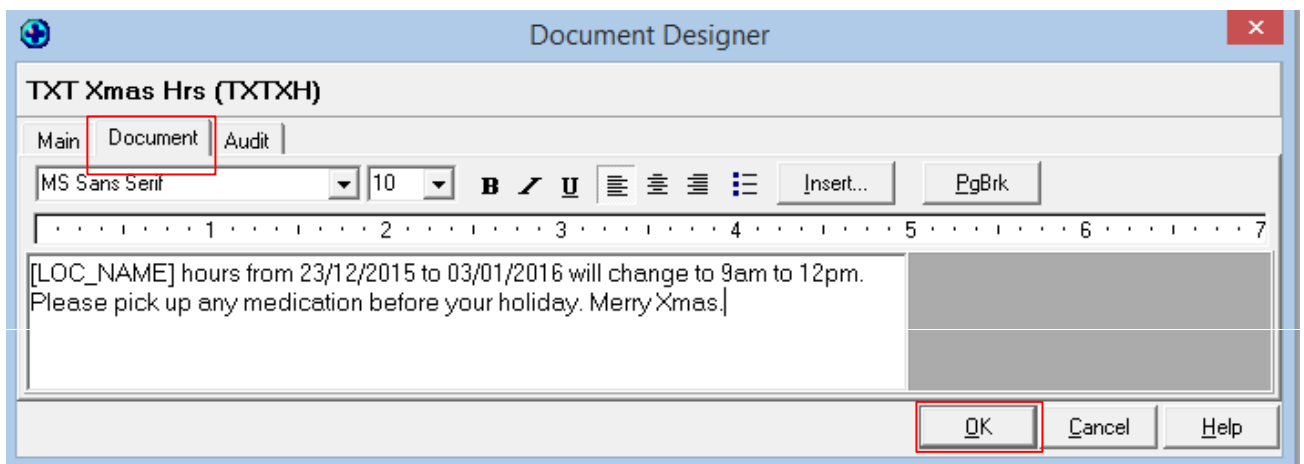 Document Designer
TXT Xmas Hrs (TXTXH)
Main Document Audit
MS Sans Serif 10 B I U Insert... PgBrk
1 2 3 4 5 6 7
[LOC_NAME] hours from 23/12/2015 to 03/01/2016 will change to 9am to 12pm.
Please pick up any medication before your holiday. Merry Xmas.
OK Cancel Help